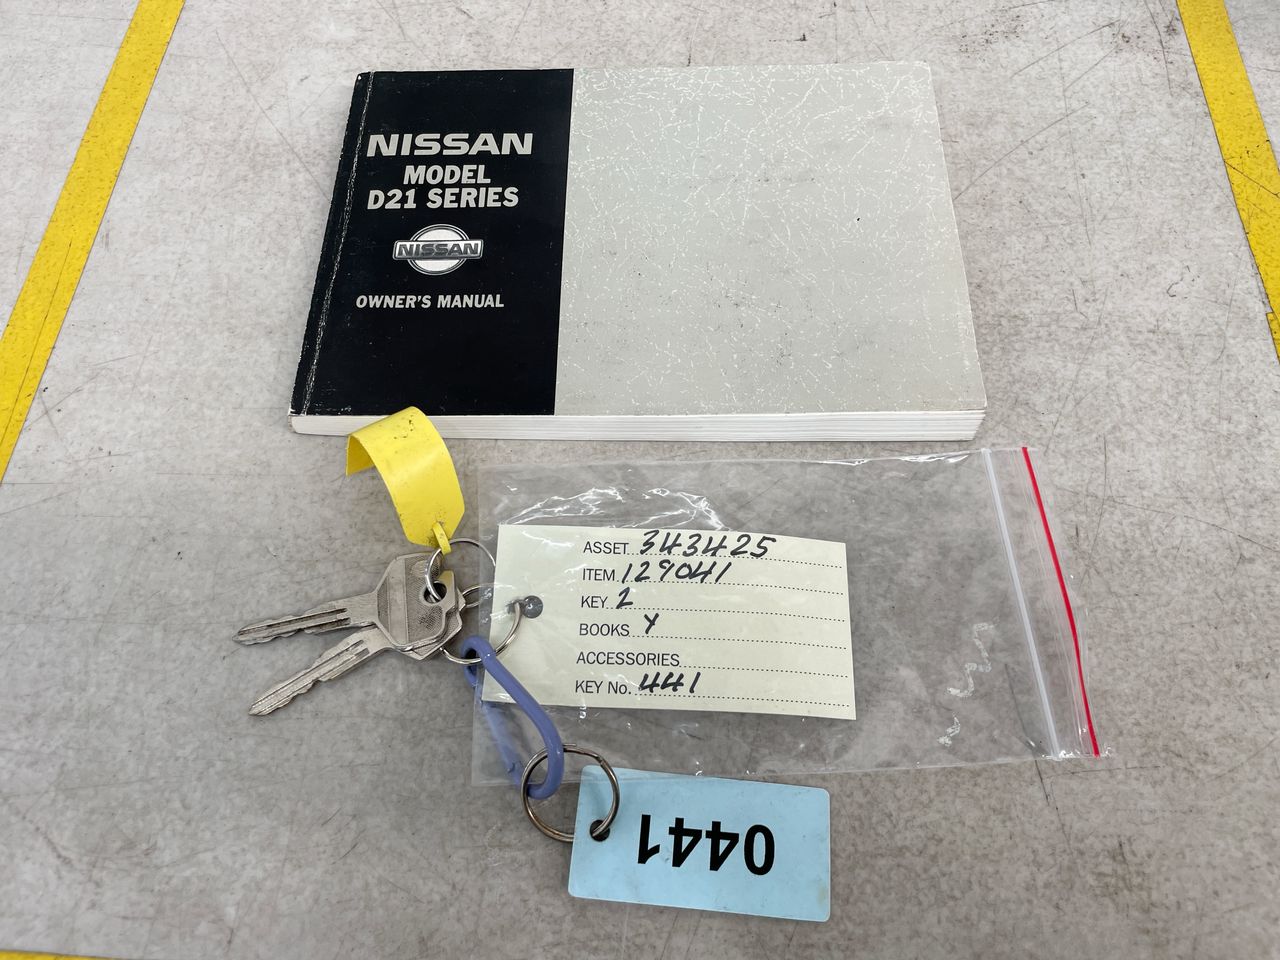 NISSAN
MODEL
D21 SERIES
NISSAN
OWNER'S MANUAL
ASSET 343425
ITEM 129041
KEY 2
BOOKS Y
ACCESSORIES
KEY No. 441
0441